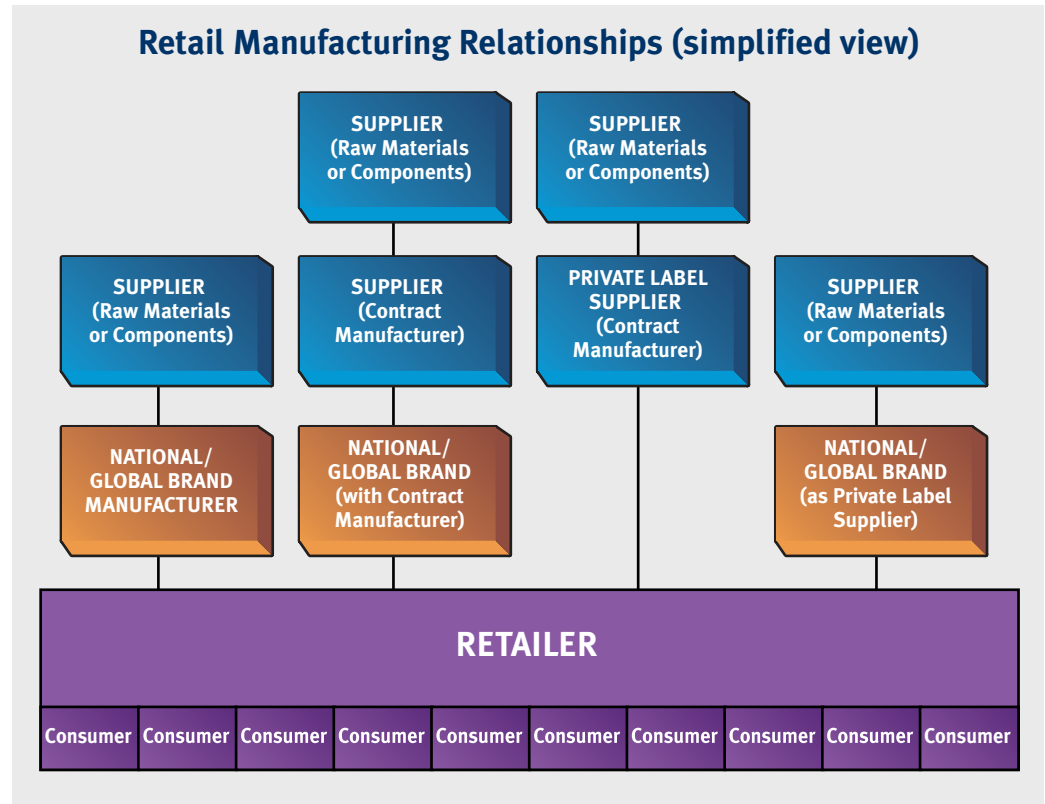 Retail Manufacturing Relationships (simplified view)
SUPPLIER
(Raw Materials
or Components)
SUPPLIER
(Raw Materials
or Components)
SUPPLIER
(Raw Materials
or Components)
SUPPLIER
(Contract
Manufacturer)
PRIVATE LABEL
SUPPLIER
(Contract
Manufacturer)
SUPPLIER
(Raw Materials
or Components)
NATIONAL/
GLOBAL BRAND
MANUFACTURER
NATIONAL/
GLOBAL BRAND
(with Contract
Manufacturer)
NATIONAL/
GLOBAL BRAND
(as Private Label
Supplier)
RETAILER
Consumer Consumer Consumer Consumer Consumer Consumer Consumer Consumer Consumer Consumer